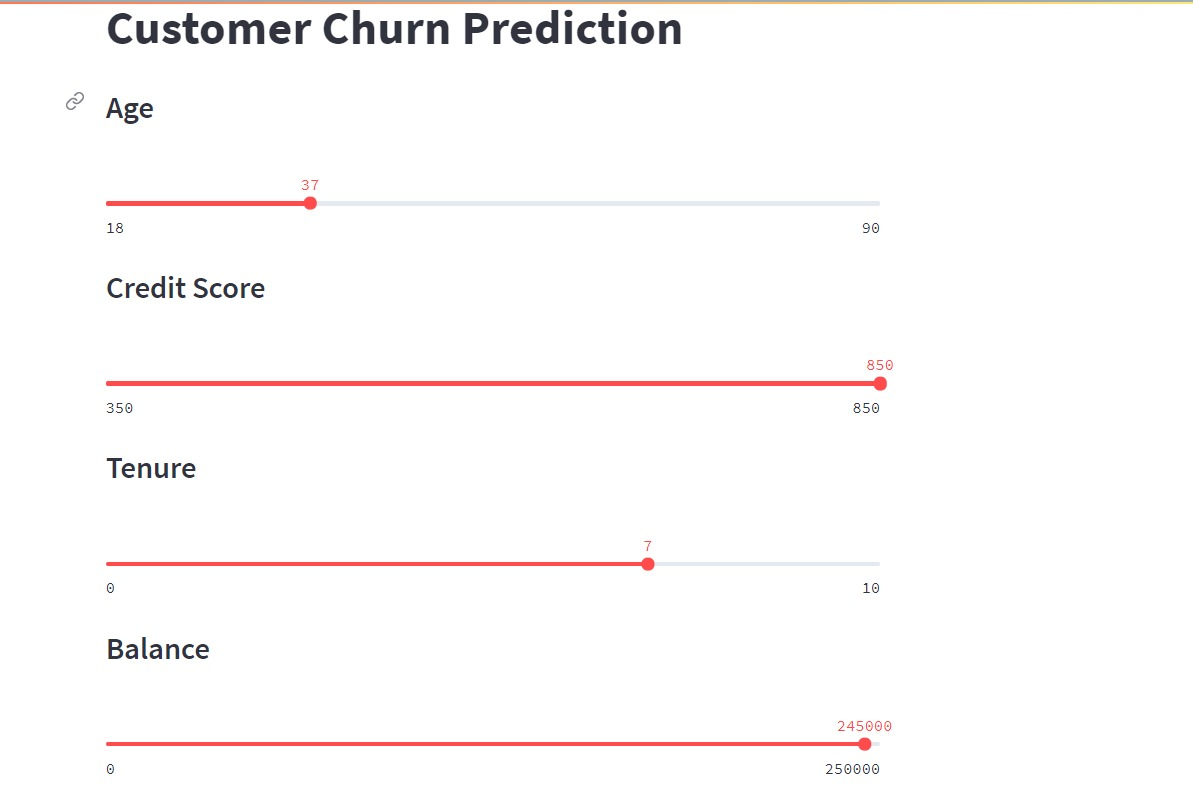 Customer Churn Prediction
Age
37
18 90
Credit Score
850
350 850
Tenure
7
0 10
Balance
245000
0 250000